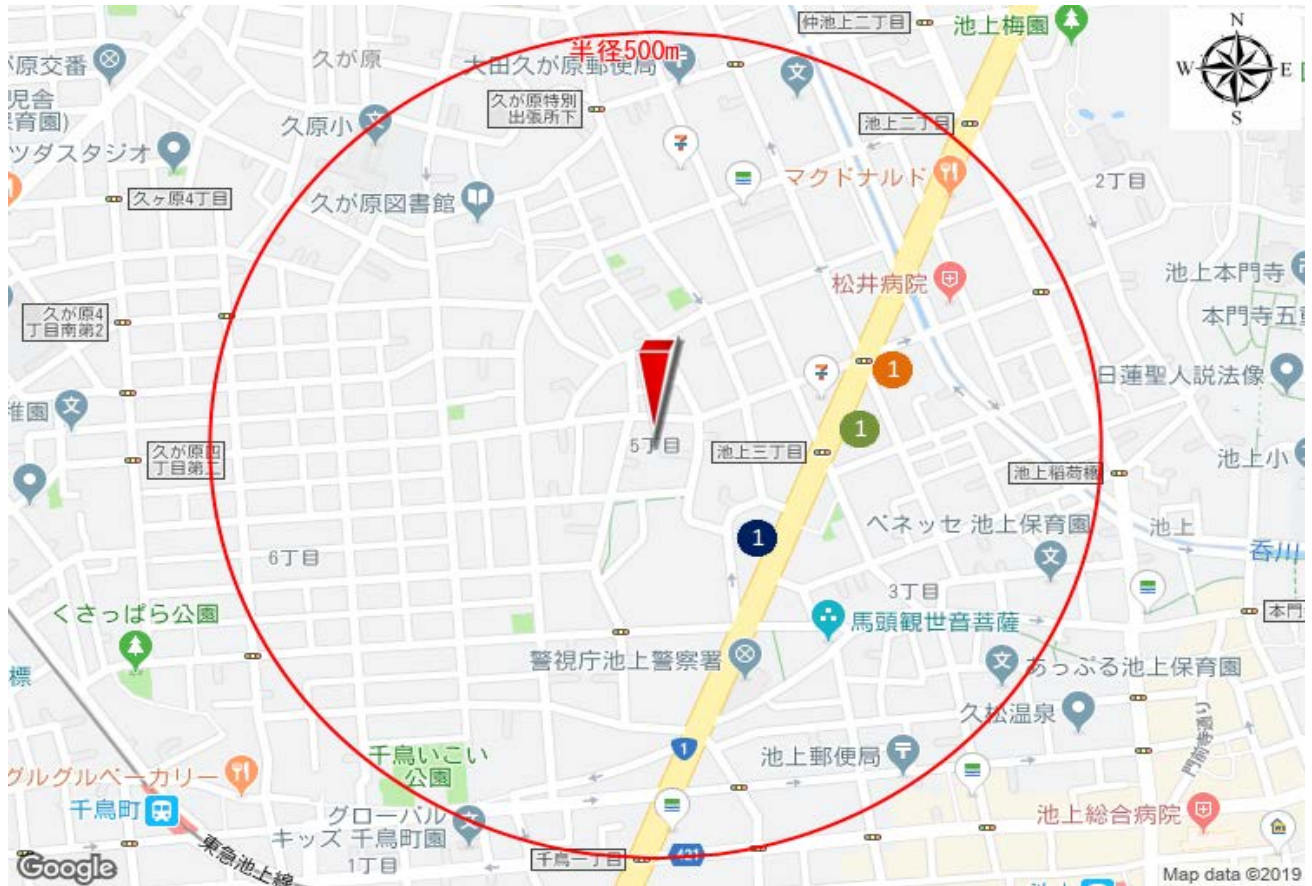 仲池上二丁目
池上梅園
N
W
E
S
半径500m
大田久が原郵便局
久が原
が原交番
児舎
保育園)
久が原特別
出張所下
久原小
池上二丁目
ツダスタジオ
マクドナルド
2丁目
久ヶ原4丁目
久が原図書館
池上本門寺
松井病院
久が原4
丁目南第2
本門寺五重
1
日蓮聖人説法像
稚園
1
5丁目
池上三丁目
久が原四
丁目第二
池上小
池上稲荷橋
ベネッセ 池上保育園
池上
1
呑川
6丁目
3丁目
くさっぱら公園
本門
馬頭観世音菩薩
警視庁池上警察署
あっぷる池上保育園
標
久松温泉
門前寺通り
1
千鳥いこい
公園
池上郵便局
グルグルベーカリー
千鳥町
グローバル
キッズ 千鳥町園
池上総合病院
東急池上線
1丁目
千鳥一丁目
421
Google
Map data ©2019